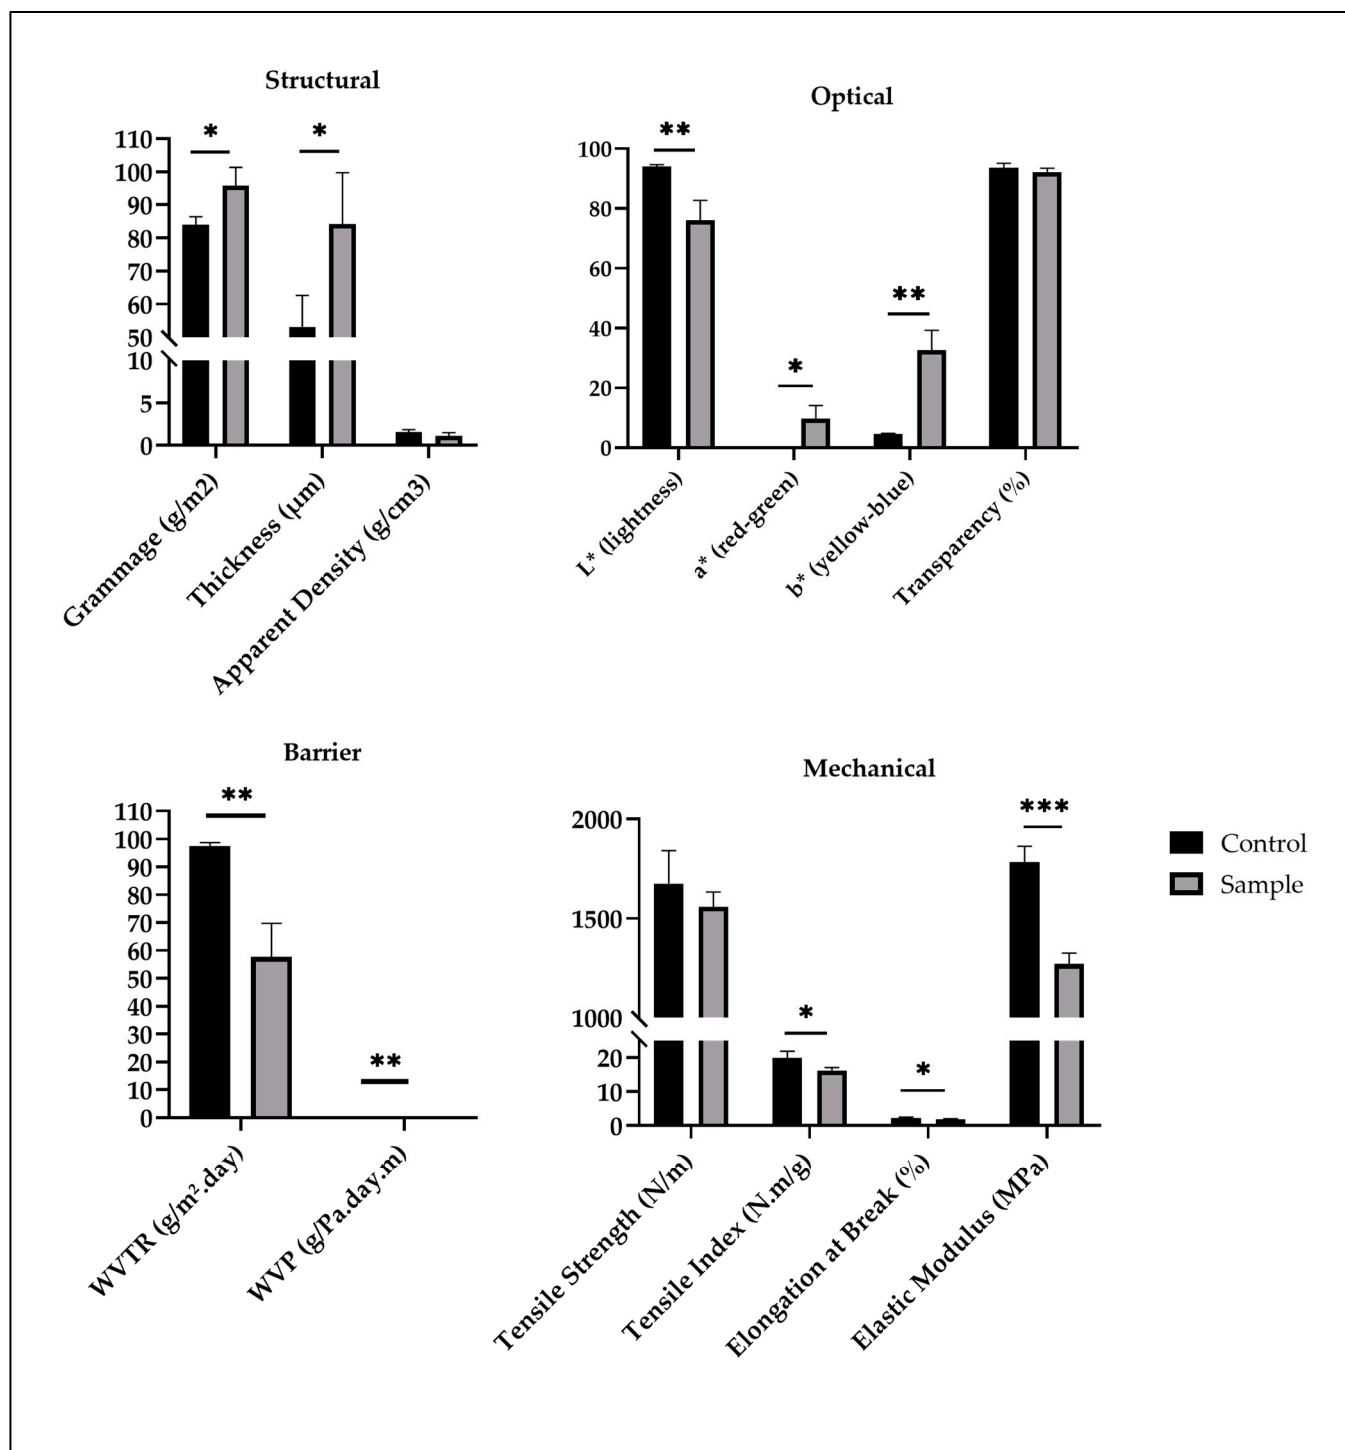 Structural
*
*
110
100
90
80
70
60
50
10
5
0
Grammage (g/m2)
Thickness (µm)
Apparent Density (g/cm3)
Optical
**
*
**
100
80
60
40
20
0
L* (lightness)
a* (red-green)
b* (yellow-blue)
Transparency (%)
Barrier
**
**
110
100
90
80
70
60
50
40
30
20
10
0
WVTR (g/m².day)
WVP (g/Pa.day.m)
Mechanical
*
*
***
2000
1500
1000
20
10
0
Tensile Strength (N/m)
Tensile Index (N.m/g)
Elongation at Break (%)
Elastic Modulus (MPa)
Control
Sample